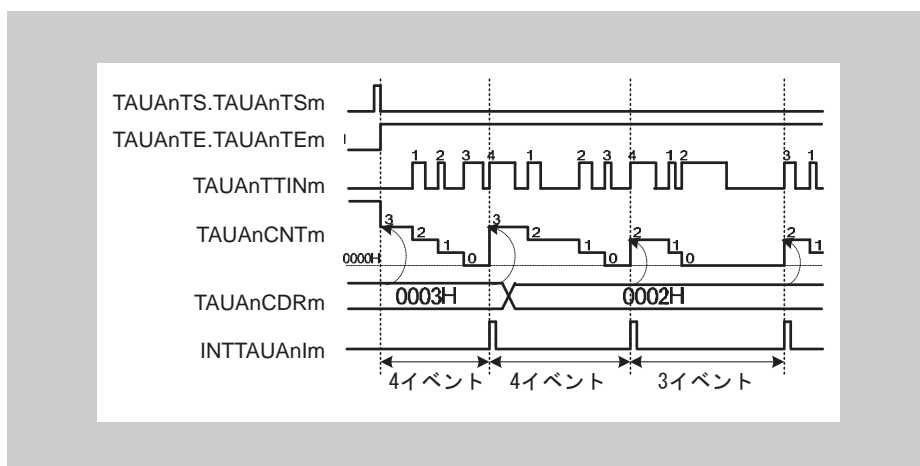 TAUAnTS.TAUAnTSm
TAUAnTE.TAUAnTEm
1 2 3 4 1 2 3 4 1 2 3 1
TAUAnTTINm
TAUAnCNTm
3 2 1 0 3 2 1 0 2 1 0 2 1
0000H
TAUAnCDRm
0003H 0002H
INTTAUAnIm
4イベント 4イベント 3イベント